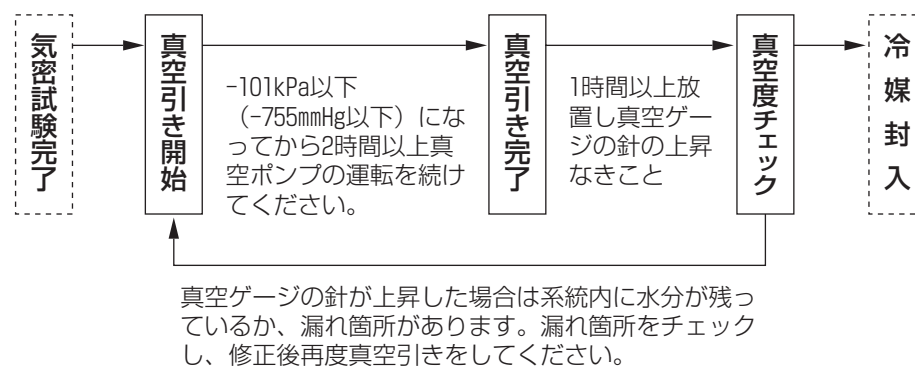 気密試験完了
真空引き開始
-101kPa以下
（-755mmHg以下）にな
ってから2時間以上真
空ポンプの運転を続け
てください。
真空引き完了
1時間以上放
置し真空ゲー
ジの針の上昇
なきこと
真空度チェック
冷媒封入
真空ゲージの針が上昇した場合は系統内に水分が残っ
ているか、漏れ箇所があります。漏れ箇所をチェック
し、修正後再度真空引きをしてください。